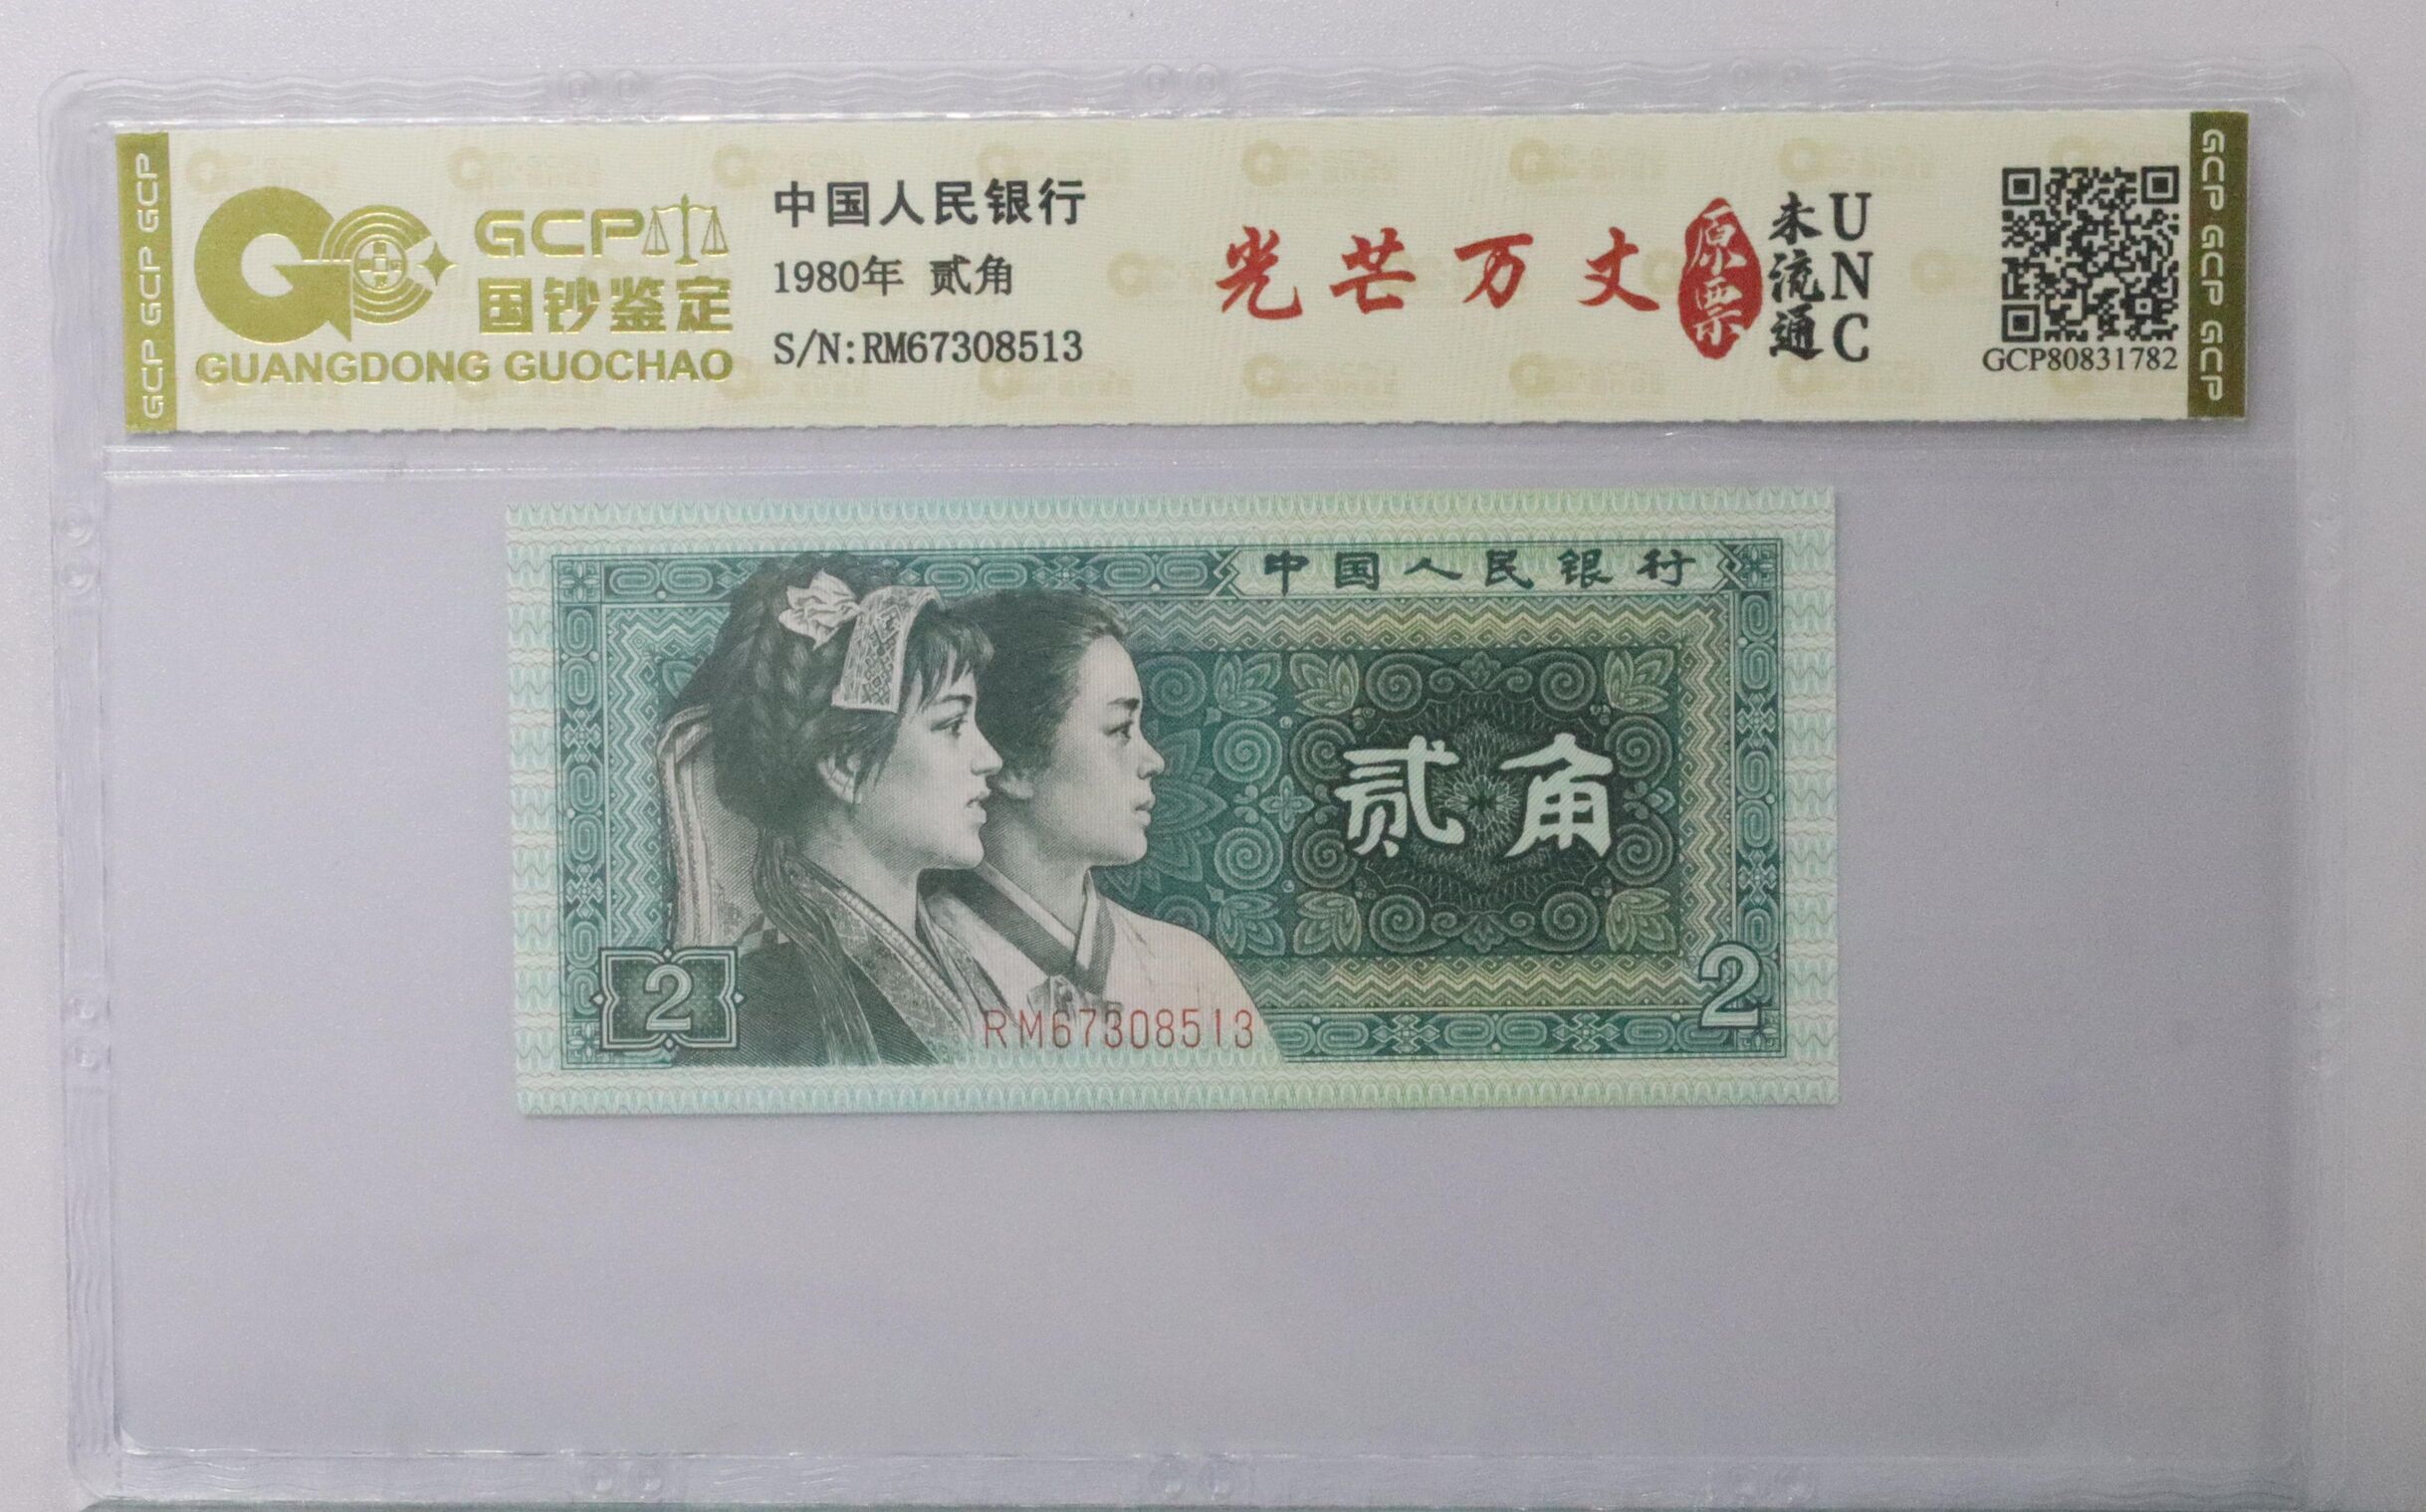 GCP GCP GCP
GCP
国钞鉴定
GUANGDONG GUOCHAO
中国人民银行
1980年 贰角
S/N:RM67308513
光芒万丈
原票
未流通
UNC
GCP80831782
GCP GCP GCP
中国人民银行
贰角
2
2
RM67308513